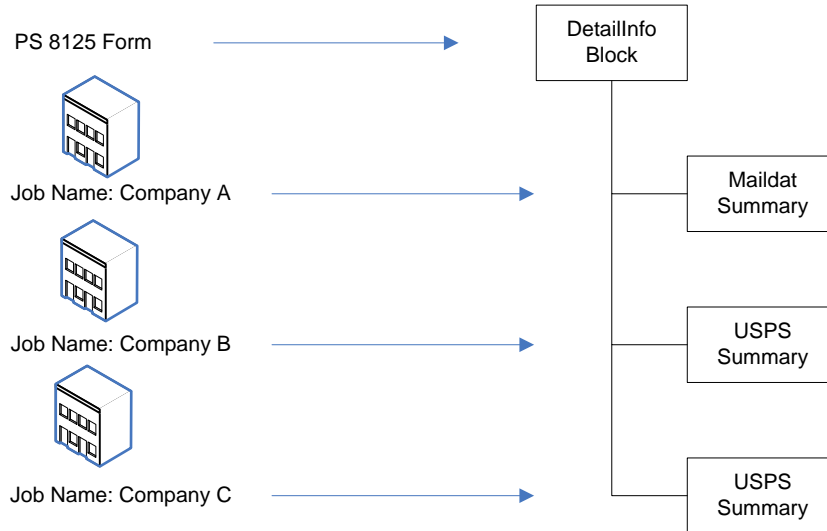 PS 8125 Form
DetailInfo
Block
Job Name: Company A
Maildat
Summary
Job Name: Company B
USPS
Summary
Job Name: Company C
USPS
Summary